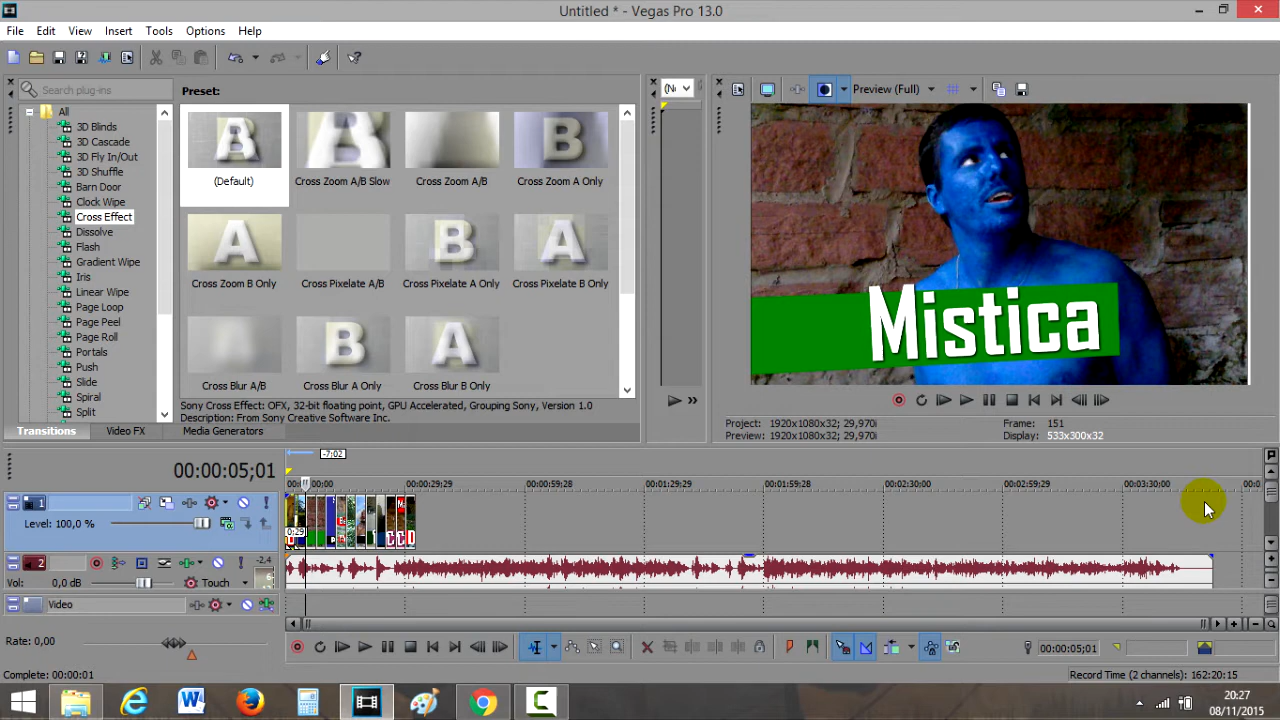 Untitled * - Vegas Pro 13.0
File Edit View Insert Tools Options Help
Search plug-ins
Preset:
Preview (Full)
All
3D Blinds
3D Cascade
3D Fly In/Out
3D Shuffle
Barn Door
Clock Wipe
Cross Effect
Dissolve
Flash
Gradient Wipe
Iris
Linear Wipe
Page Loop
Page Peel
Page Roll
Portals
Push
Slide
Spiral
Split
(Default) Cross Zoom A/B Slow Cross Zoom A/B Cross Zoom A Only
Cross Zoom B Only Cross Pixelate A/B Cross Pixelate A Only Cross Pixelate B Only
Cross Blur A/B Cross Blur A Only Cross Blur B Only
Sony Cross Effect: OFX, 32-bit floating point, GPU Accelerated, Grouping Sony, Version 1.0
Description: From Sony Creative Software Inc.
Transitions Video FX Media Generators
Mistica
Project: 1920x1080x32; 29,970i Frame: 151
Preview: 1920x1080x32; 29,970i Display: 533x300x32
-7;02
00:00:05;01
00:00:29;29 00:00:59;28 00:01:29;29 00:01:59;28 00:02:30;00 00:02:59;29 00:03:30;00
1
Level: 100,0 %
0;29
2
-2.4
Vol: 0,0 dB Touch
Video
Rate: 0,00
00:00:05;01
Complete: 00:00:01
Record Time (2 channels): 162:20:15
20:27
08/11/2015